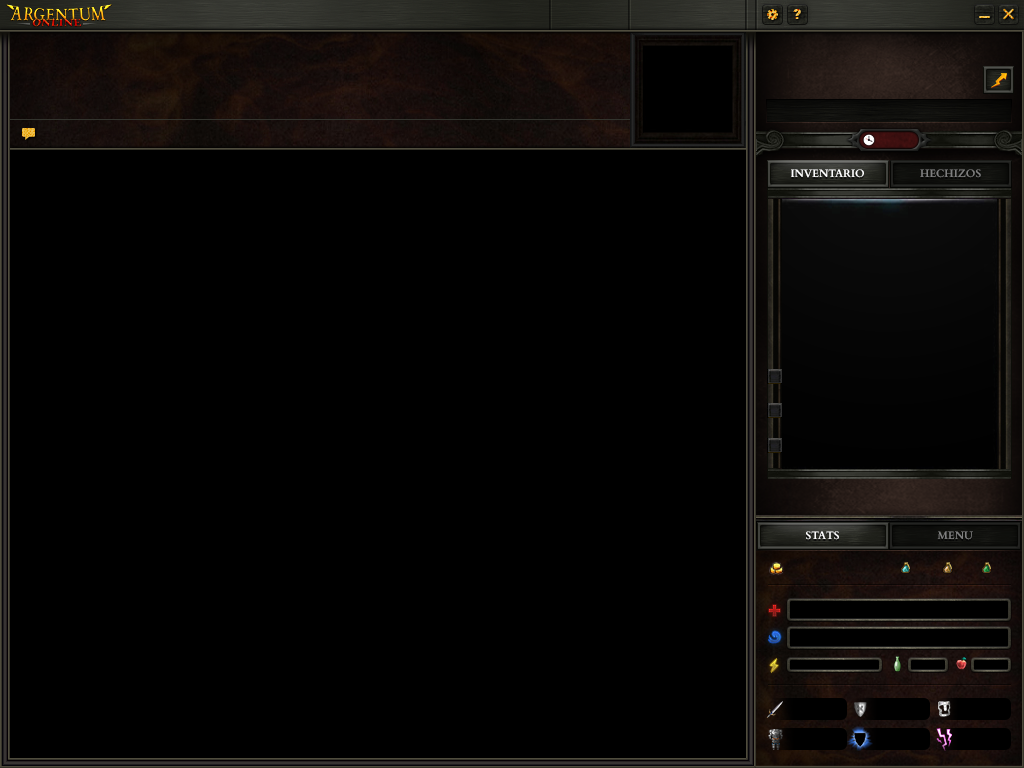 ARGENTUM
ONLINE
?
INVENTARIO HECHIZOS
STATS MENU